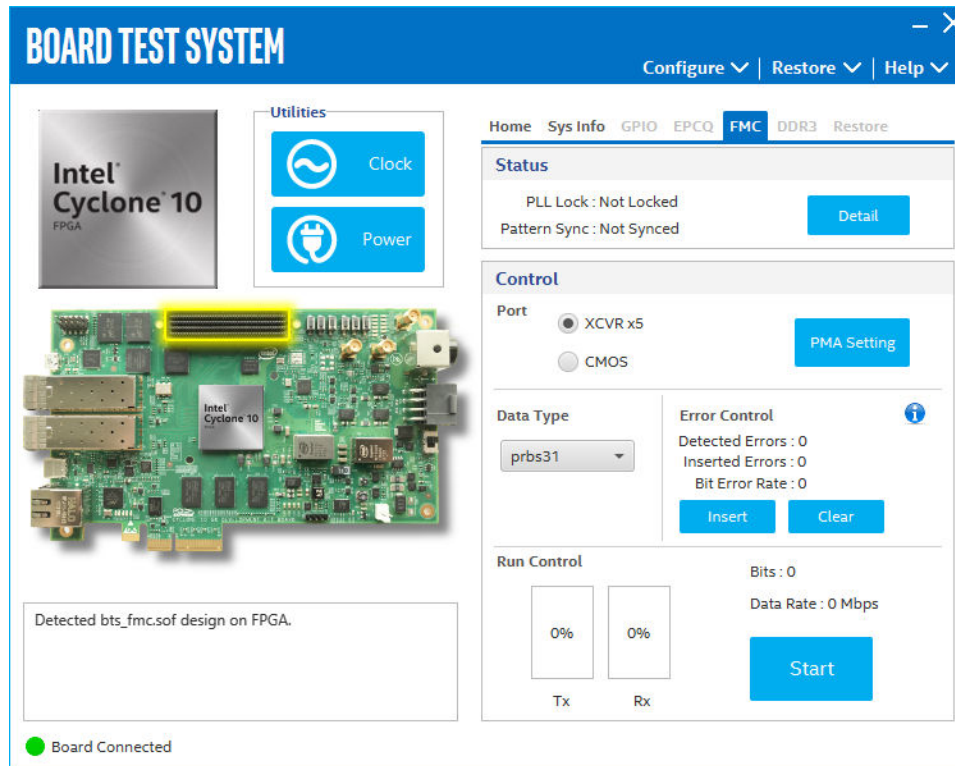 BOARD TEST SYSTEM
Configure | Restore | Help
Utilities
Clock
Power
Intel®
Cyclone® 10
FPGA
Home Sys Info GPIO EPCQ FMC DDR3 Restore
Status
PLL Lock : Not Locked
Pattern Sync : Not Synced
Detail
Control
Port
XCVR x5
CMOS
PMA Setting
Data Type
prbs31
Error Control
Detected Errors : 0
Inserted Errors : 0
Bit Error Rate : 0
Insert
Clear
Run Control
0%
0%
Tx
Rx
Bits : 0
Data Rate : 0 Mbps
Start
Intel
Cyclone 10
Detected bts_fmc.sof design on FPGA.
Board Connected